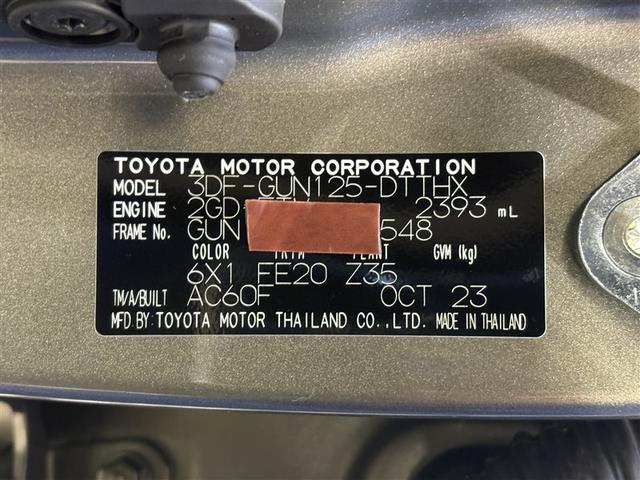 TOYOTA MOTOR CORPORATION
MODEL 3DF-GUN125-DTTHX
ENGINE 2GD 2393 mL
FRAME No. GUN 548
COLOR TRIM PLANT GVM (kg)
6X1 FE20 Z35
TM/A/BUILT AC60F OCT 23
MFD.BY:TOYOTA MOTOR THAILAND CO.,LTD. MADE IN THAILAND